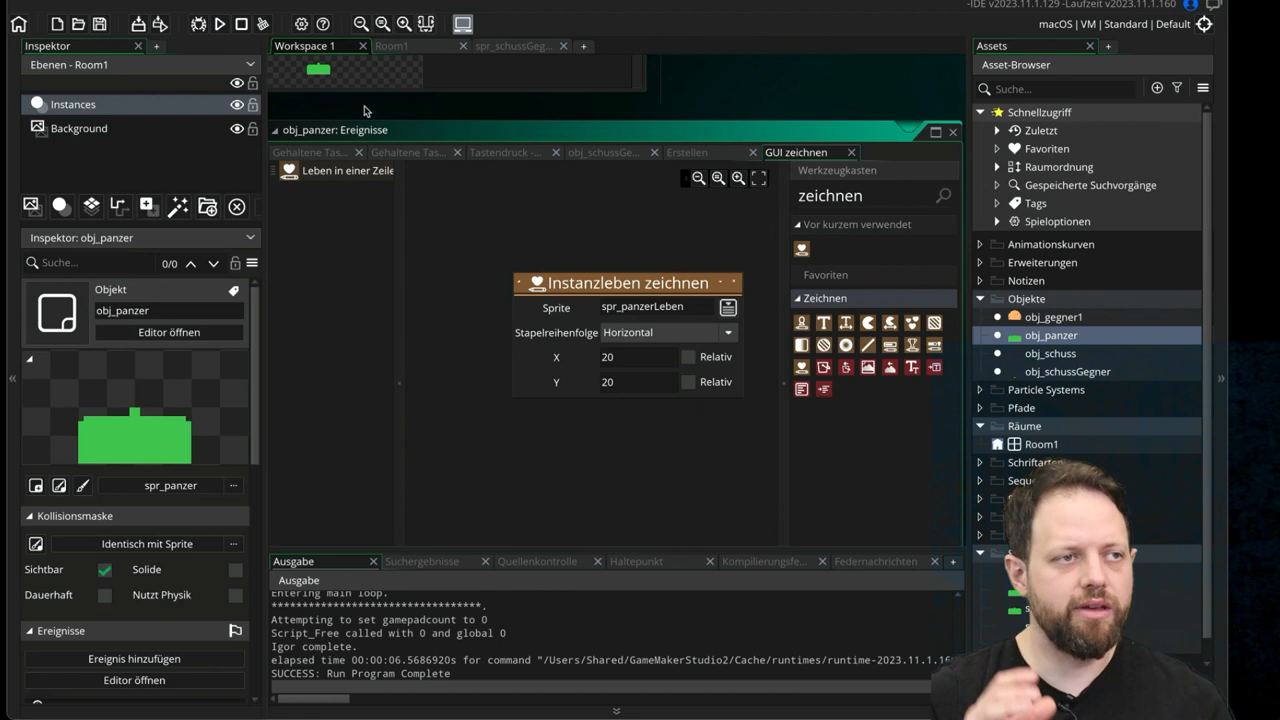 -IDE v2023.11.1.129 -Laufzeit v2023.11.1.160
macOS | VM | Standard | Default
Inspektor
Ebenen - Room1
Instances
Background
Inspektor: obj_panzer
Suche... 0/0
Objekt
obj_panzer
Editor öffnen
spr_panzer
Kollisionsmaske
Identisch mit Sprite
Sichtbar Solide
Dauerhaft Nutzt Physik
Ereignisse
Ereignis hinzufügen
Editor öffnen
Workspace 1 Room1 spr_schussGeg...
obj_panzer: Ereignisse
Gehaltene Tas... Gehaltene Tas... Tastendruck - ... obj_schussGe... Erstellen GUI zeichnen
Leben in einer Zeile
Instanzleben zeichnen
Sprite spr_panzerLeben
Stapelreihenfolge Horizontal
X 20 Relativ
Y 20 Relativ
Werkzeugkasten
zeichnen
Vor kurzem verwendet
Favoriten
Zeichnen
Ausgabe Suchergebnisse Quellenkontrolle Haltepunkt Kompilierungsfe... Federnachrichten
Ausgabe
Entering main loop.
**********************************.
Attempting to set gamepadcount to 0
Script_Free called with 0 and global 0
Igor complete.
elapsed time 00:00:06.5686920s for command "/Users/Shared/GameMakerStudio2/Cache/runtimes/runtime-2023.11.1.16
SUCCESS: Run Program Complete
Assets
Asset-Browser
Suche...
Schnellzugriff
Zuletzt
Favoriten
Raumordnung
Gespeicherte Suchvorgänge
Tags
Spieloptionen
Animationskurven
Erweiterungen
Notizen
Objekte
obj_gegner1
obj_panzer
obj_schuss
obj_schussGegner
Particle Systems
Pfade
Räume
Room1
Schriftarten